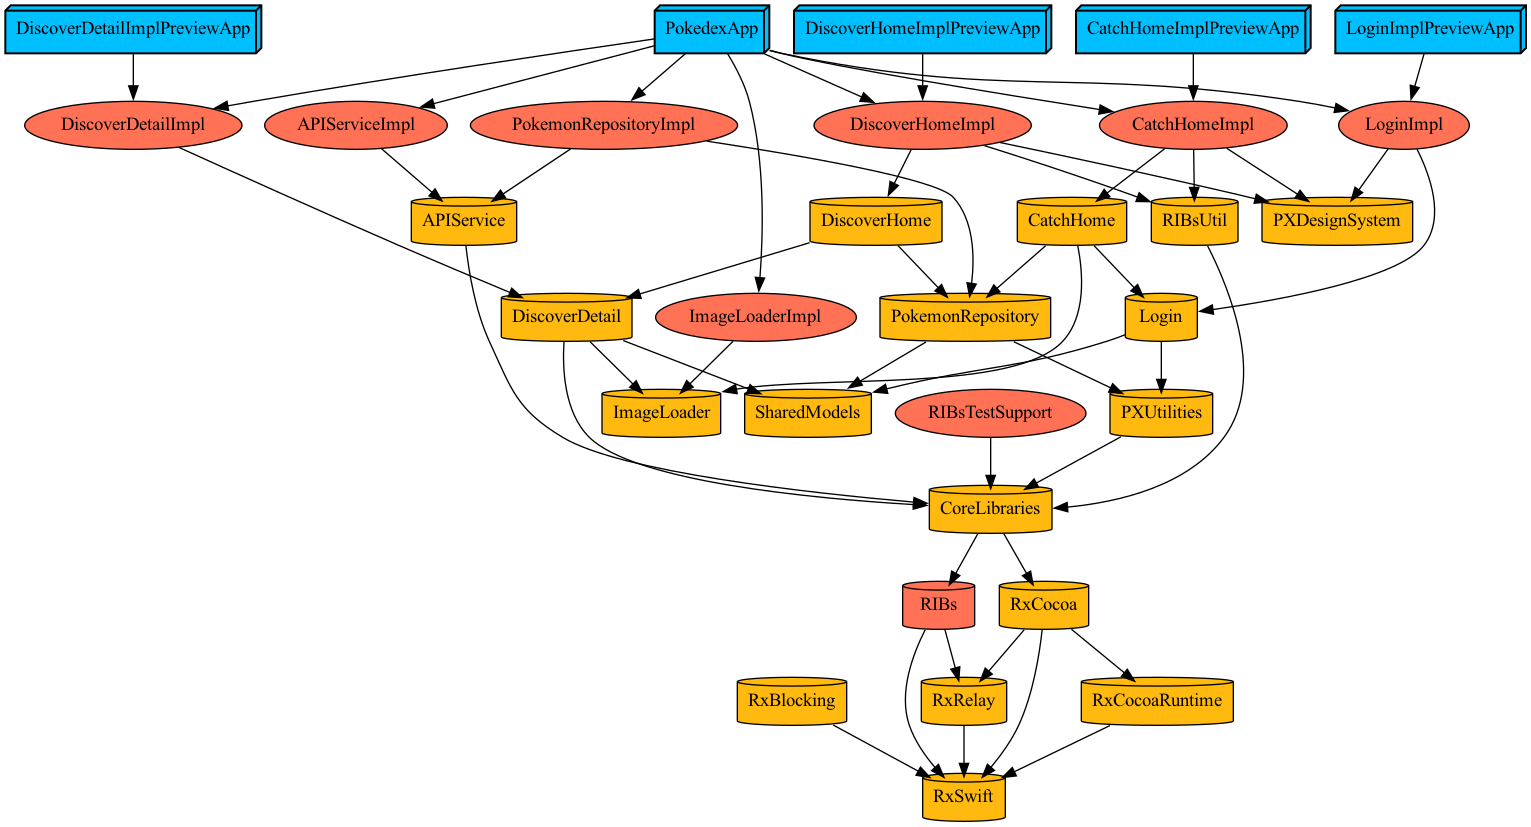 DiscoverDetailImplPreviewApp
PokedexApp
DiscoverHomeImplPreviewApp
CatchHomeImplPreviewApp
LoginImplPreviewApp
DiscoverDetailImpl
APIServiceImpl
PokemonRepositoryImpl
DiscoverHomeImpl
CatchHomeImpl
LoginImpl
APIService
DiscoverHome
CatchHome
RIBsUtil
PXDesignSystem
DiscoverDetail
ImageLoaderImpl
PokemonRepository
Login
ImageLoader
SharedModels
RIBsTestSupport
PXUtilities
CoreLibraries
RIBs
RxCocoa
RxBlocking
RxRelay
RxCocoaRuntime
RxSwift